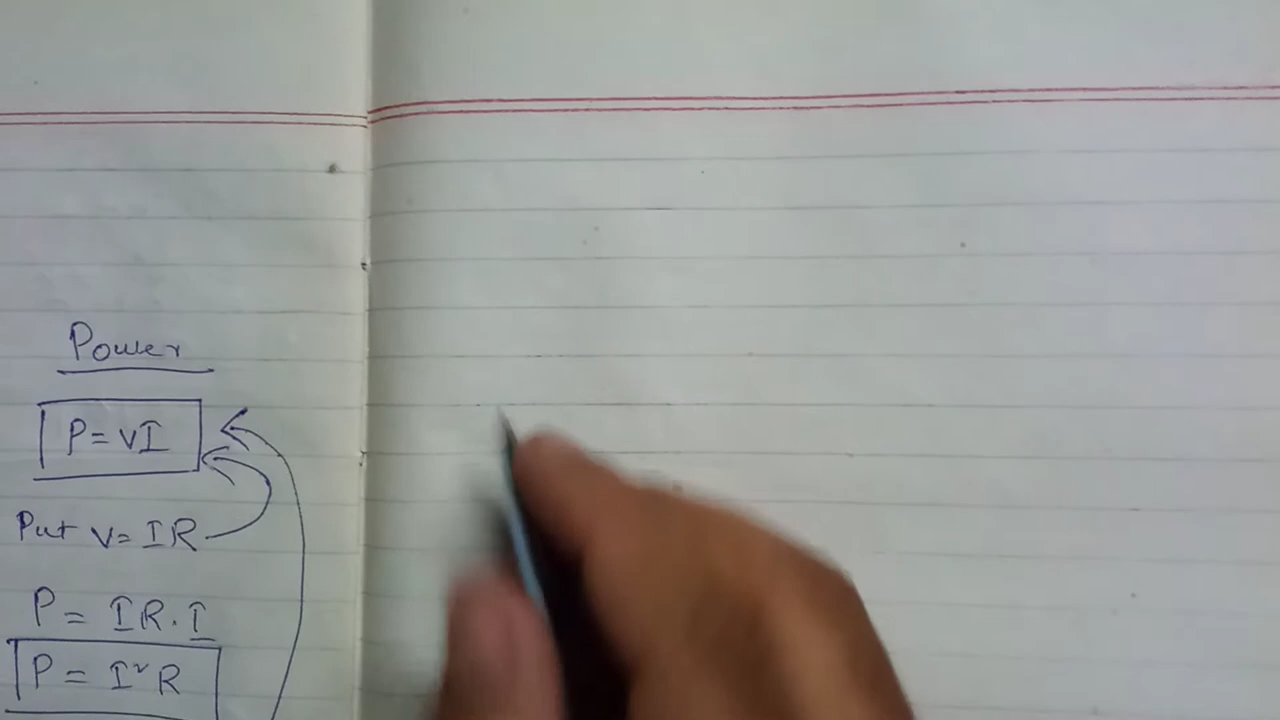 Power
P = VI
Put V = IR
P = IR.I
P = I²R